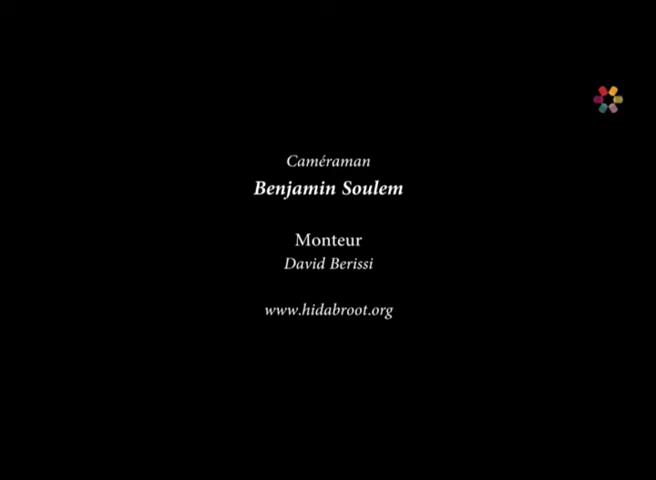 Caméraman
Benjamin Soulem
Monteur
David Berissi
www.hidabroot.org